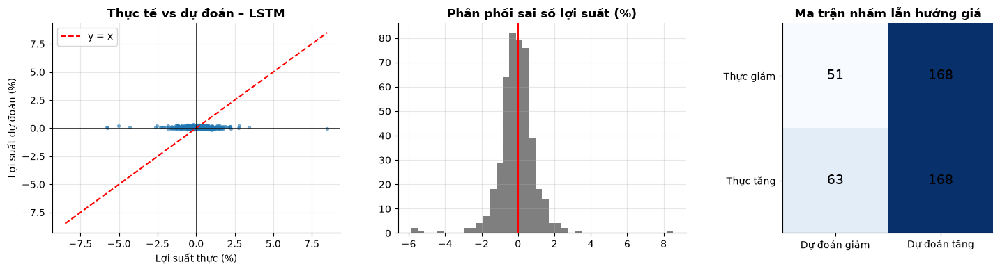 Thực tế vs dự đoán – LSTM
y = x
Lợi suất dự đoán (%)
7.5
5.0
2.5
0.0
−2.5
−5.0
−7.5
−7.5 −5.0 −2.5 0.0 2.5 5.0 7.5
Lợi suất thực (%)
Phân phối sai số lợi suất (%)
80
70
60
50
40
30
20
10
0
−6 −4 −2 0 2 4 6 8
Ma trận nhầm lẫn hướng giá
Thực giảm 51 168
Thực tăng 63 168
Dự đoán giảm Dự đoán tăng